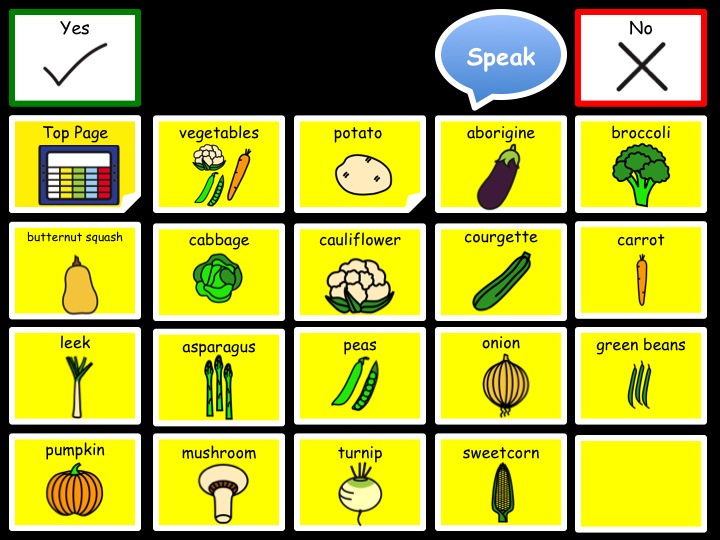 Yes
Speak
No
Top Page
vegetables
potato
aborigine
broccoli
butternut squash
cabbage
cauliflower
courgette
carrot
leek
asparagus
peas
onion
green beans
pumpkin
mushroom
turnip
sweetcorn